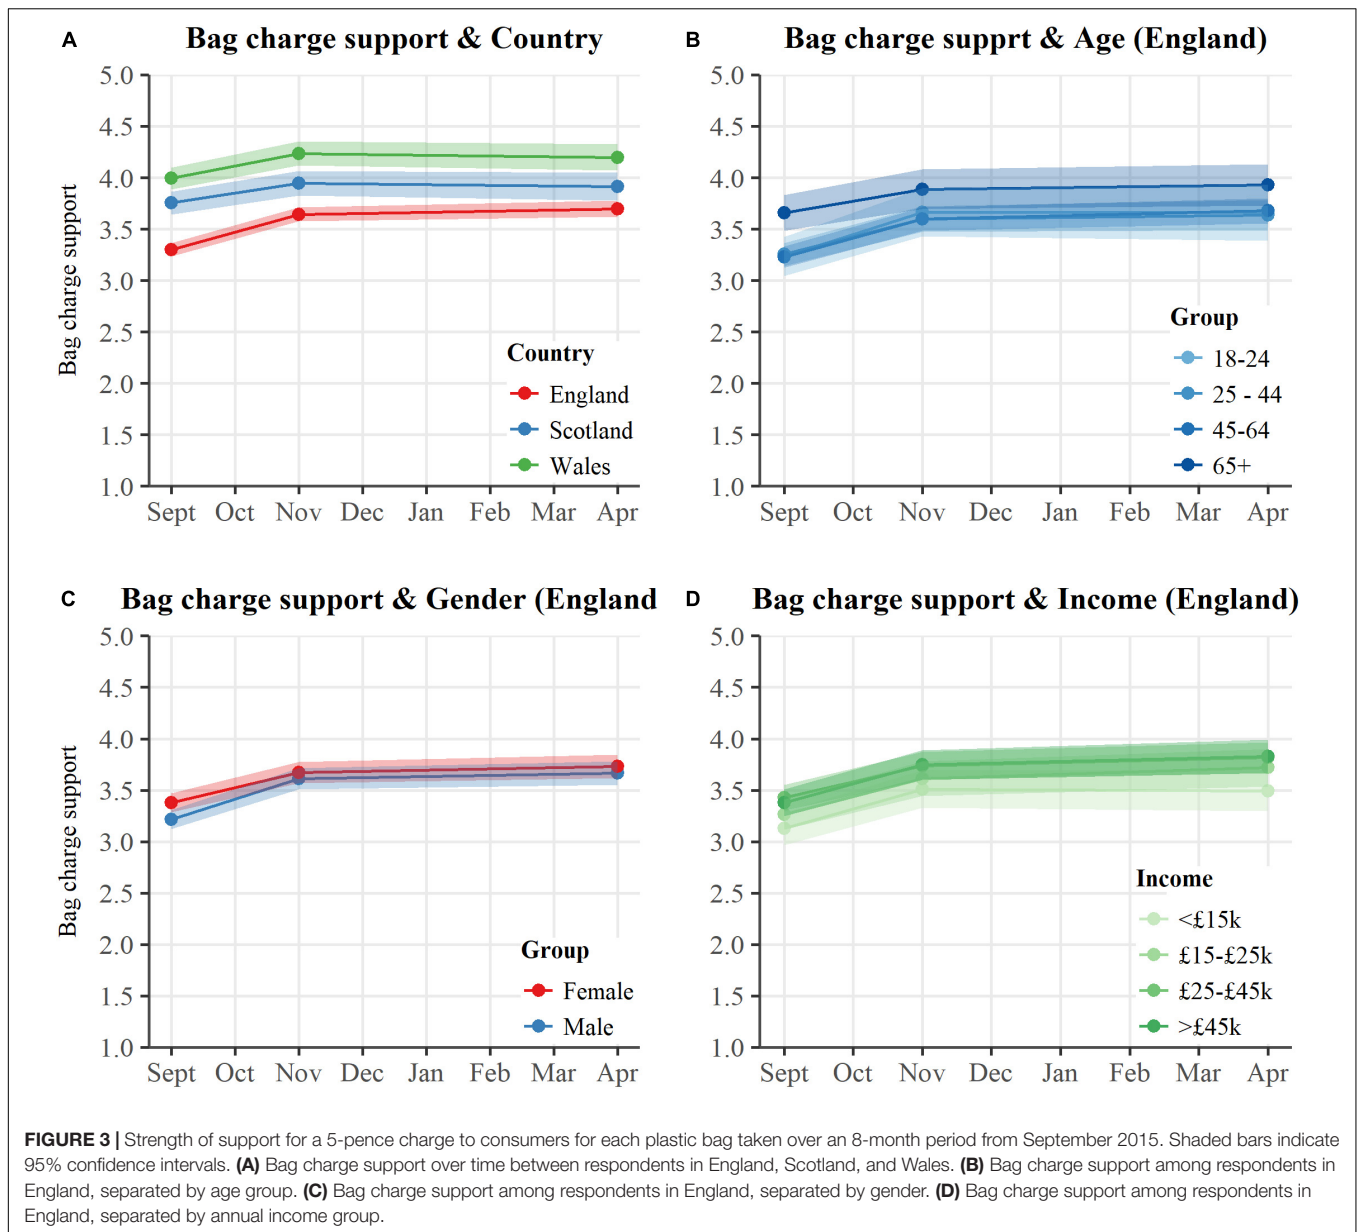 A
Bag charge support & Country
Bag charge support
5.0
4.5
4.0
3.5
3.0
2.5
2.0
1.5
1.0
Sept Oct Nov Dec Jan Feb Mar Apr
Country
England
Scotland
Wales
B
Bag charge supprt & Age (England)
5.0
4.5
4.0
3.5
3.0
2.5
2.0
1.5
1.0
Sept Oct Nov Dec Jan Feb Mar Apr
Group
18-24
25 - 44
45-64
65+
C
Bag charge support & Gender (England
Bag charge support
5.0
4.5
4.0
3.5
3.0
2.5
2.0
1.5
1.0
Sept Oct Nov Dec Jan Feb Mar Apr
Group
Female
Male
D
Bag charge support & Income (England)
5.0
4.5
4.0
3.5
3.0
2.5
2.0
1.5
1.0
Sept Oct Nov Dec Jan Feb Mar Apr
Income
<£15k
£15-£25k
£25-£45k
>£45k
FIGURE 3 | Strength of support for a 5-pence charge to consumers for each plastic bag taken over an 8-month period from September 2015. Shaded bars indicate
95% confidence intervals. (A) Bag charge support over time between respondents in England, Scotland, and Wales. (B) Bag charge support among respondents in
England, separated by age group. (C) Bag charge support among respondents in England, separated by gender. (D) Bag charge support among respondents in
England, separated by annual income group.